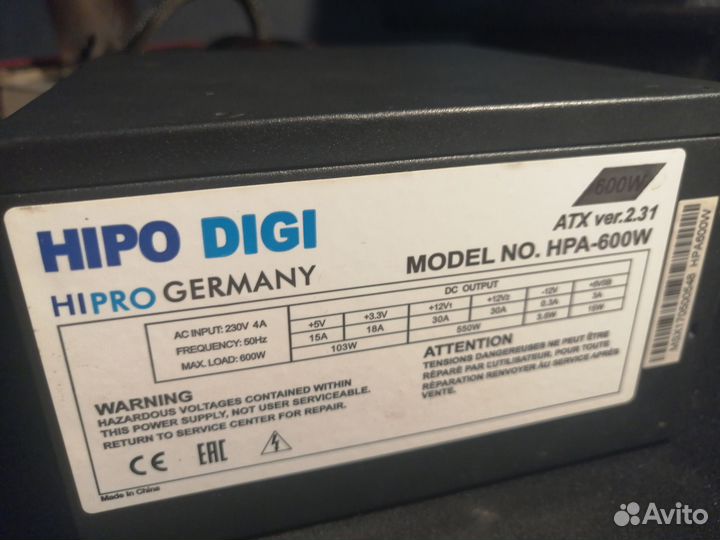 600W
HIPO DIGI
ATX ver.2.31
HIPRO GERMANY
MODEL NO. HPA-600W
AC INPUT: 230V 4A
FREQUENCY: 50Hz
MAX. LOAD: 600W
DC OUTPUT
+5V +3.3V +12V1 +12V2 -12V +5VSB
15A 18A 30A 30A 0.3A 3A
103W 550W 3.6W 15W
WARNING
HAZARDOUS VOLTAGES CONTAINED WITHIN
THIS POWER SUPPLY, NOT USER SERVICEABLE.
RETURN TO SERVICE CENTER FOR REPAIR.
ATTENTION
TENSIONS DANGEREUSES NE PEUT ÊTRE
PAR L'UTILISATEUR. POUR TOUTE
RÉPARATION RENVOYER AU SERVICE APRÉS
VENTE.
CE EAC
Made in China
HPA600W
Avito